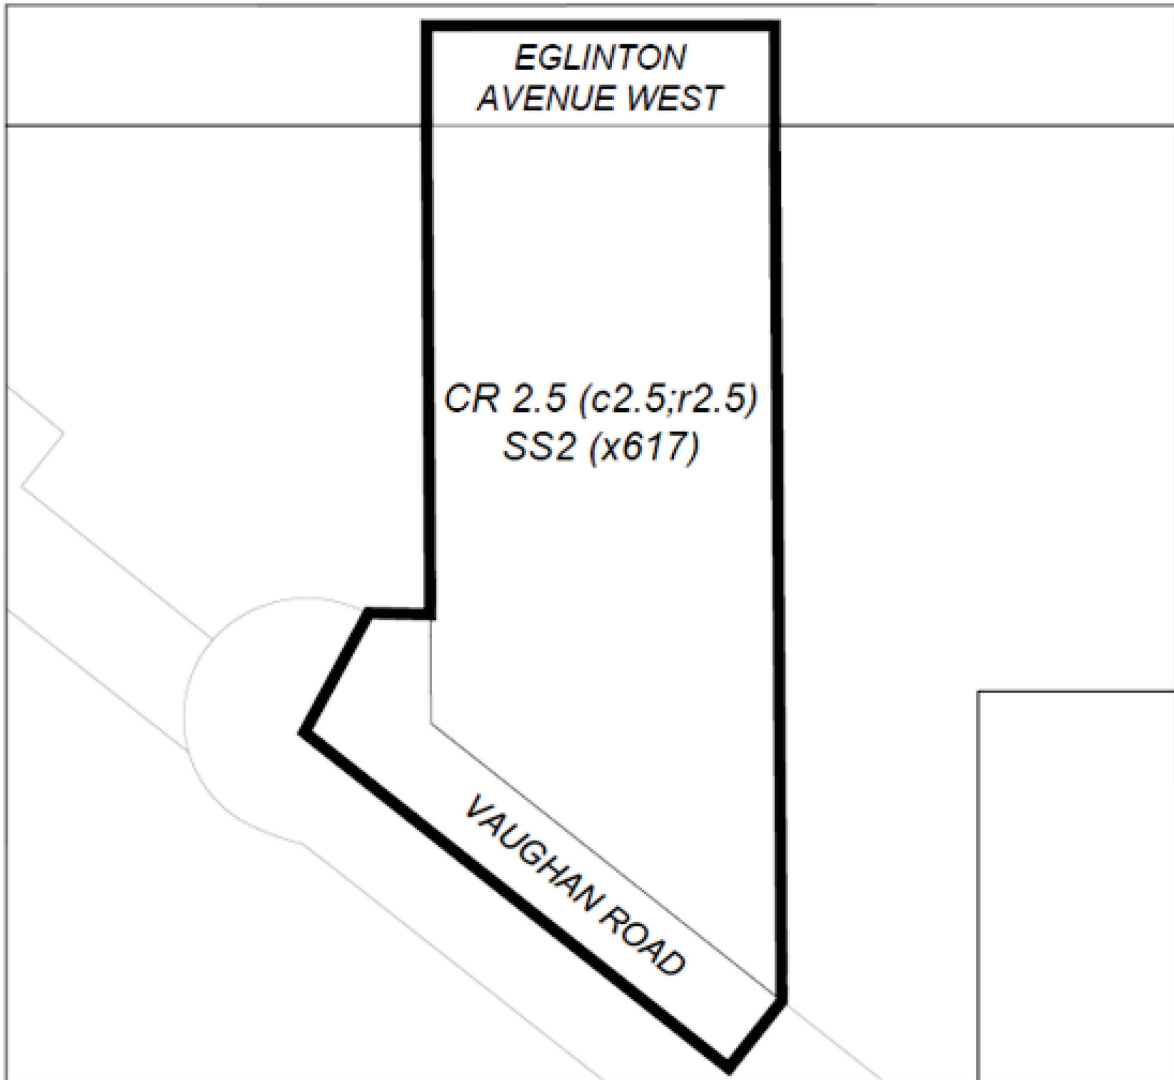 EGLINTON
AVENUE WEST
CR 2.5 (c2.5;r2.5)
SS2 (x617)
VAUGHAN ROAD